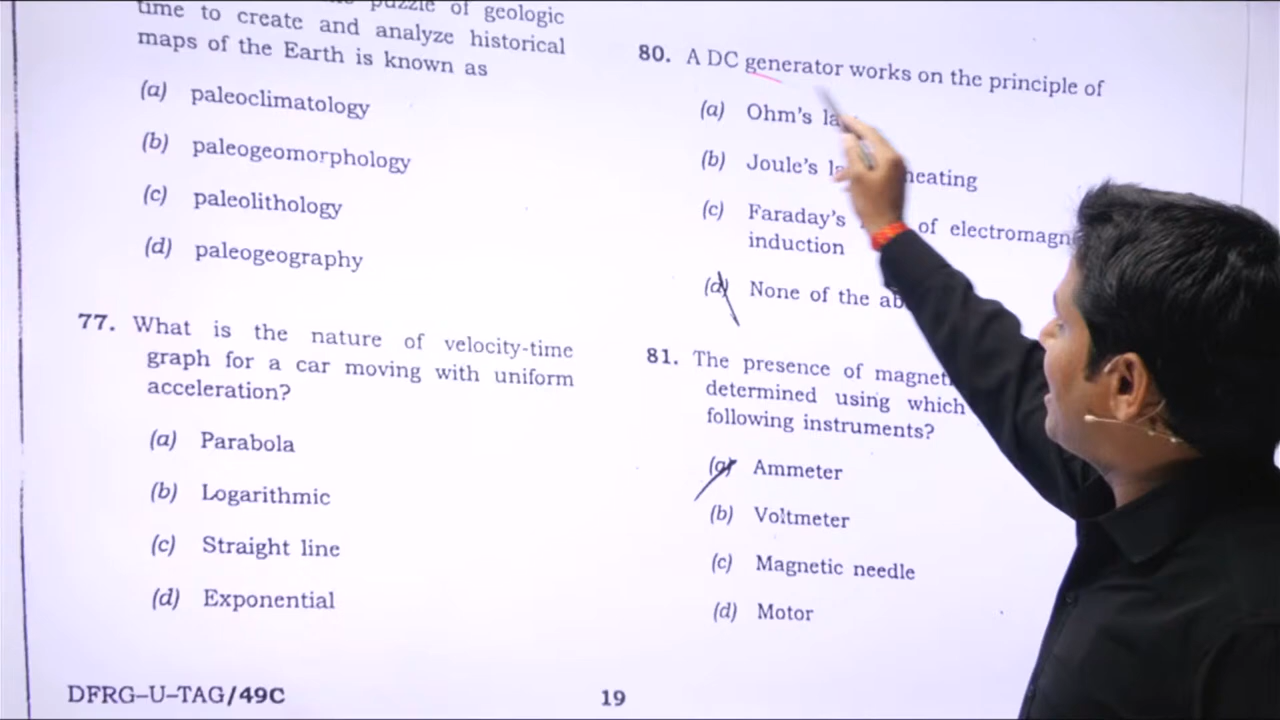 puzzle of geologic
time to create and analyze historical
maps of the Earth is known as
(a) paleoclimatology
(b) paleogeomorphology
(c) paleolithology
(d) paleogeography
77. What is the nature of velocity-time
graph for a car moving with uniform
acceleration?
(a) Parabola
(b) Logarithmic
(c) Straight line
(d) Exponential
80. A DC generator works on the principle of
(a) Ohm's
(b) Joule's heating
(c) Faraday's of
induction
(d) None of the
81. The presence of
determined using which
following instruments?
(a) Ammeter
(b) Voltmeter
(c) Magnetic needle
(d) Motor
DFRG–U–TAG/49C
19